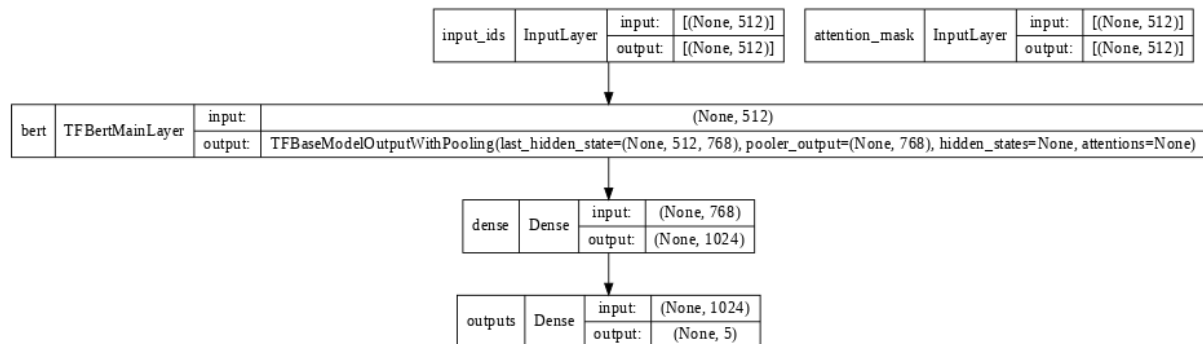 input_ids InputLayer input: [(None, 512)] output: [(None, 512)]
attention_mask InputLayer input: [(None, 512)] output: [(None, 512)]
bert TFBertMainLayer input: (None, 512)
output: TFBaseModelOutputWithPooling(last_hidden_state=(None, 512, 768), pooler_output=(None, 768), hidden_states=None, attentions=None)
dense Dense input: (None, 768)
output: (None, 1024)
outputs Dense input: (None, 1024)
output: (None, 5)